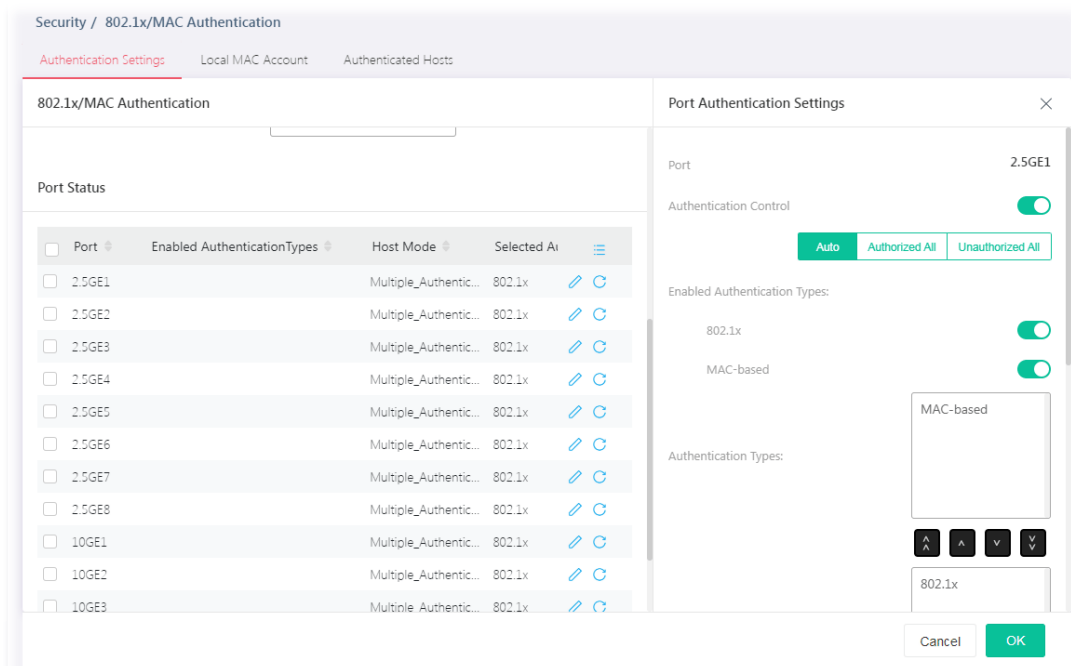 Security / 802.1x/MAC Authentication
Authentication Settings Local MAC Account Authenticated Hosts
802.1x/MAC Authentication
Port Status
Port Enabled AuthenticationTypes Host Mode Selected Au
2.5GE1 Multiple_Authentic... 802.1x
2.5GE2 Multiple_Authentic... 802.1x
2.5GE3 Multiple_Authentic... 802.1x
2.5GE4 Multiple_Authentic... 802.1x
2.5GE5 Multiple_Authentic... 802.1x
2.5GE6 Multiple_Authentic... 802.1x
2.5GE7 Multiple_Authentic... 802.1x
2.5GE8 Multiple_Authentic... 802.1x
10GE1 Multiple_Authentic... 802.1x
10GE2 Multiple_Authentic... 802.1x
10GE3 Multiple_Authentic... 802.1x
Port Authentication Settings
Port 2.5GE1
Authentication Control
Auto Authorized All Unauthorized All
Enabled Authentication Types:
802.1x
MAC-based
MAC-based
Authentication Types:
802.1x
Cancel OK